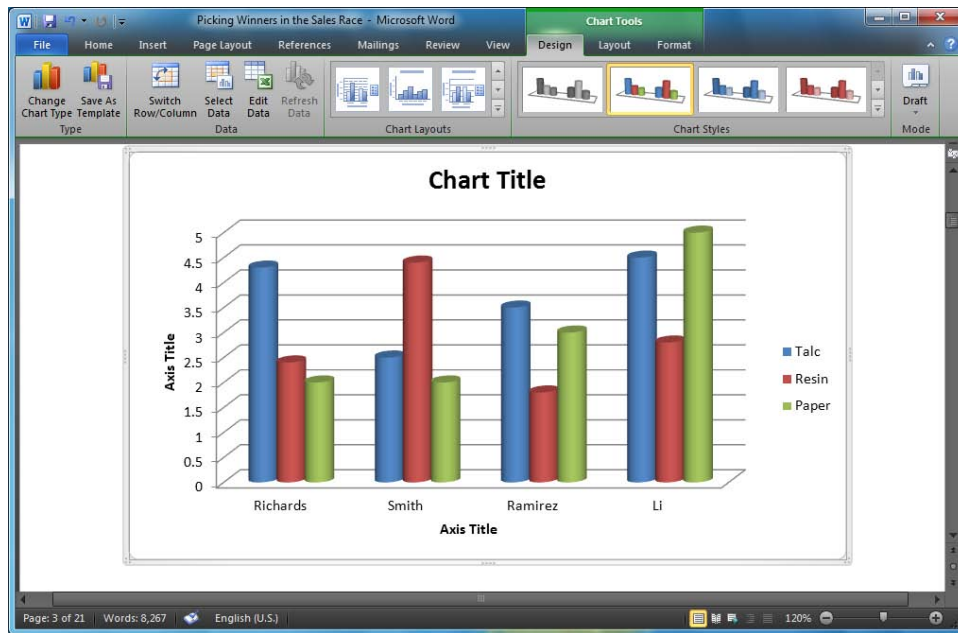 Picking Winners in the Sales Race - Microsoft Word
Chart Tools
File Home Insert Page Layout References Mailings Review View Design Layout Format
Change Chart Type
Save As Template
Switch Row/Column
Select Data
Edit Data
Refresh Data
Draft
Type
Data
Chart Layouts
Chart Styles
Mode
Chart Title
5
4.5
4
3.5
3
2.5
2
1.5
1
0.5
0
Axis Title
Talc
Resin
Paper
Richards Smith Ramirez Li
Axis Title
Page: 3 of 21 Words: 8,267 English (U.S.) 120%